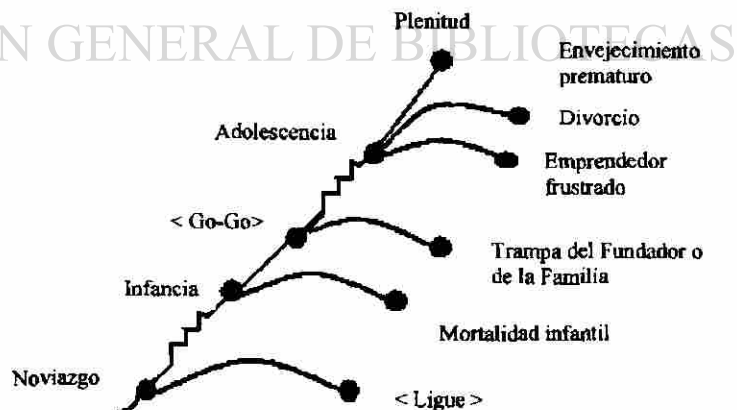 Plenitud
N GENERAL DE BIBLIOTECAS
Envejecimiento
prematuro
Divorcio
Adolescencia
Emprendedor
frustrado
< Go-Go>
Trampa del Fundador o
de la Familia
Infancia
Mortalidad infantil
Noviazgo
< Ligue >